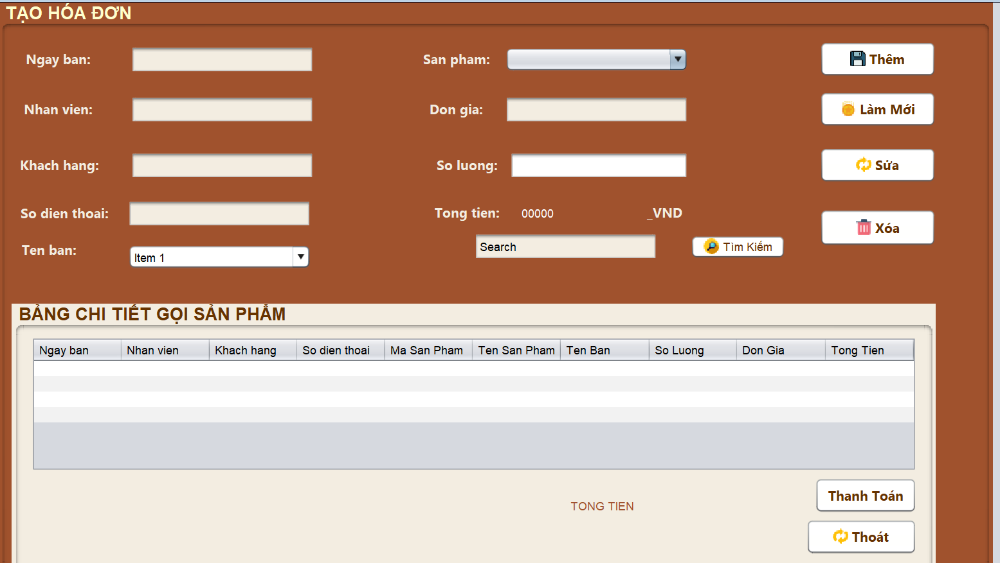 TẠO HÓA ĐƠN
Ngay ban:
San pham:
Thêm
Nhan vien:
Don gia:
Làm Mới
Khach hang:
So luong:
Sửa
So dien thoai:
Tong tien: 00000 _VND
Xóa
Ten ban: Item 1
Search
Tìm Kiếm
BẢNG CHI TIẾT GỌI SẢN PHẨM
Ngay ban Nhan vien Khach hang So dien thoai Ma San Pham Ten San Pham Ten Ban So Luong Don Gia Tong Tien
Thanh Toán
TONG TIEN
Thoát